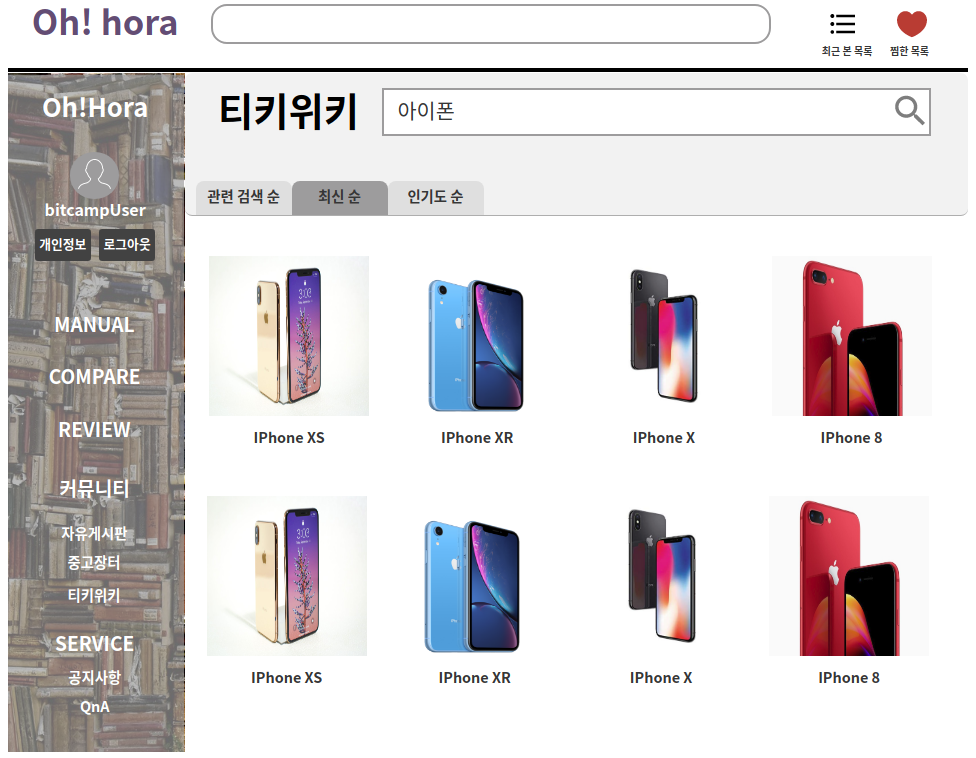 Oh! hora
최근 본 목록
찜한 목록
Oh!Hora
bitcampUser
개인정보
로그아웃
MANUAL
COMPARE
REVIEW
커뮤니티
자유게시판
중고장터
티키위키
SERVICE
공지사항
QnA
티키위키
아이폰
관련 검색 순
최신 순
인기도 순
IPhone XS
IPhone XR
IPhone X
IPhone 8
IPhone XS
IPhone XR
IPhone X
IPhone 8